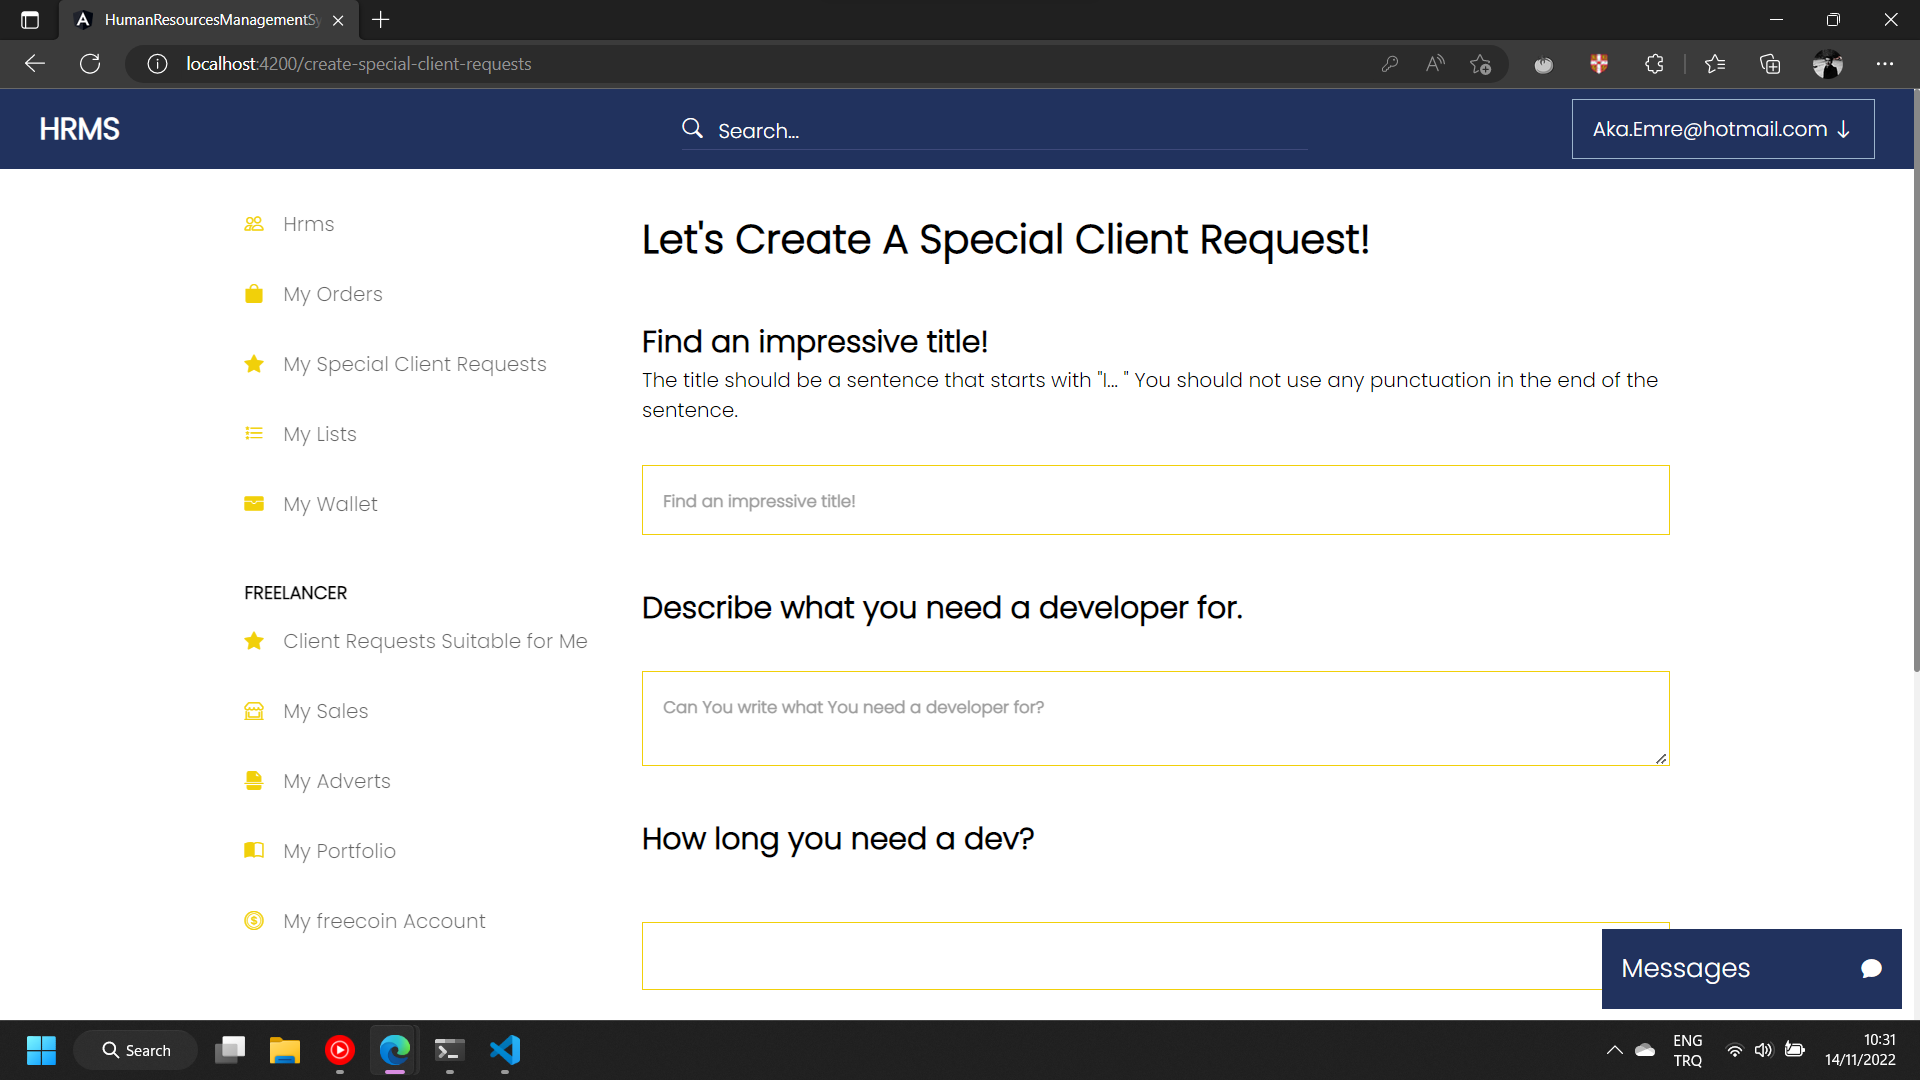 HumanResourcesManagementSy
localhost:4200/create-special-client-requests
HRMS
Search...
Aka.Emre@hotmail.com
Hrms
My Orders
My Special Client Requests
My Lists
My Wallet
FREELANCER
Client Requests Suitable for Me
My Sales
My Adverts
My Portfolio
My freecoin Account
Let's Create A Special Client Request!
Find an impressive title!
The title should be a sentence that starts with "I... " You should not use any punctuation in the end of the
sentence.
Find an impressive title!
Describe what you need a developer for.
Can You write what You need a developer for?
How long you need a dev?
Messages
Search
ENG
TRQ
10:31
14/11/2022